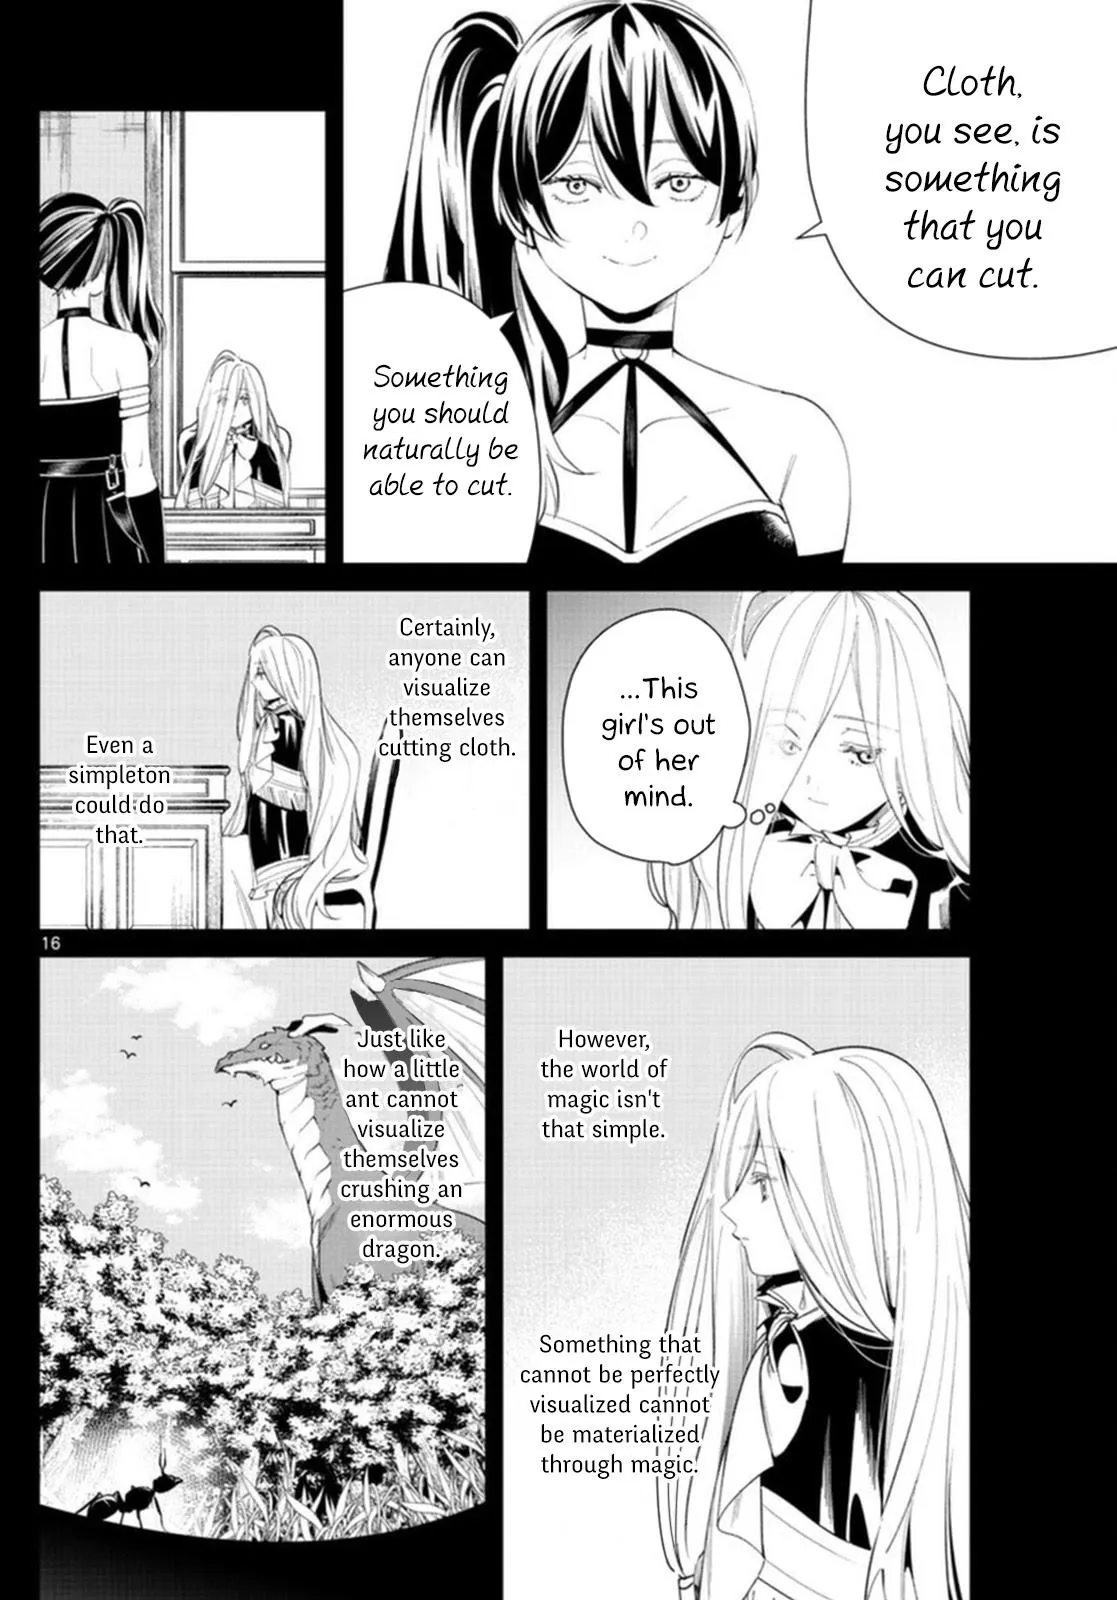 Cloth,
you see, is
something
that you
can cut.
Something
you should
naturally be
able to cut.
...This
girl's out
of her
mind.
Certainly,
anyone can
visualize
themselves
cutting cloth.
Even a
simpleton
could do
that.
16
However,
the world of
magic isn't
that simple.
Something that
cannot be perfectly
visualized cannot
be materialized
through magic.
Just like
how a little
ant cannot
visualize
themselves
crushing an
enormous
dragon.